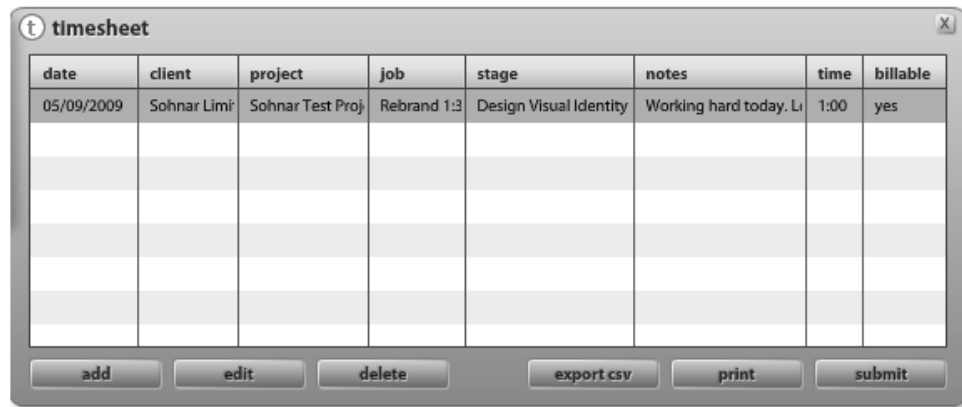 t timesheet X
date client project job stage notes time billable
05/09/2009 Sohnar Limi Sohnar Test Proj Rebrand 1:3 Design Visual Identity Working hard today. L 1:00 yes
add edit delete export csv print submit